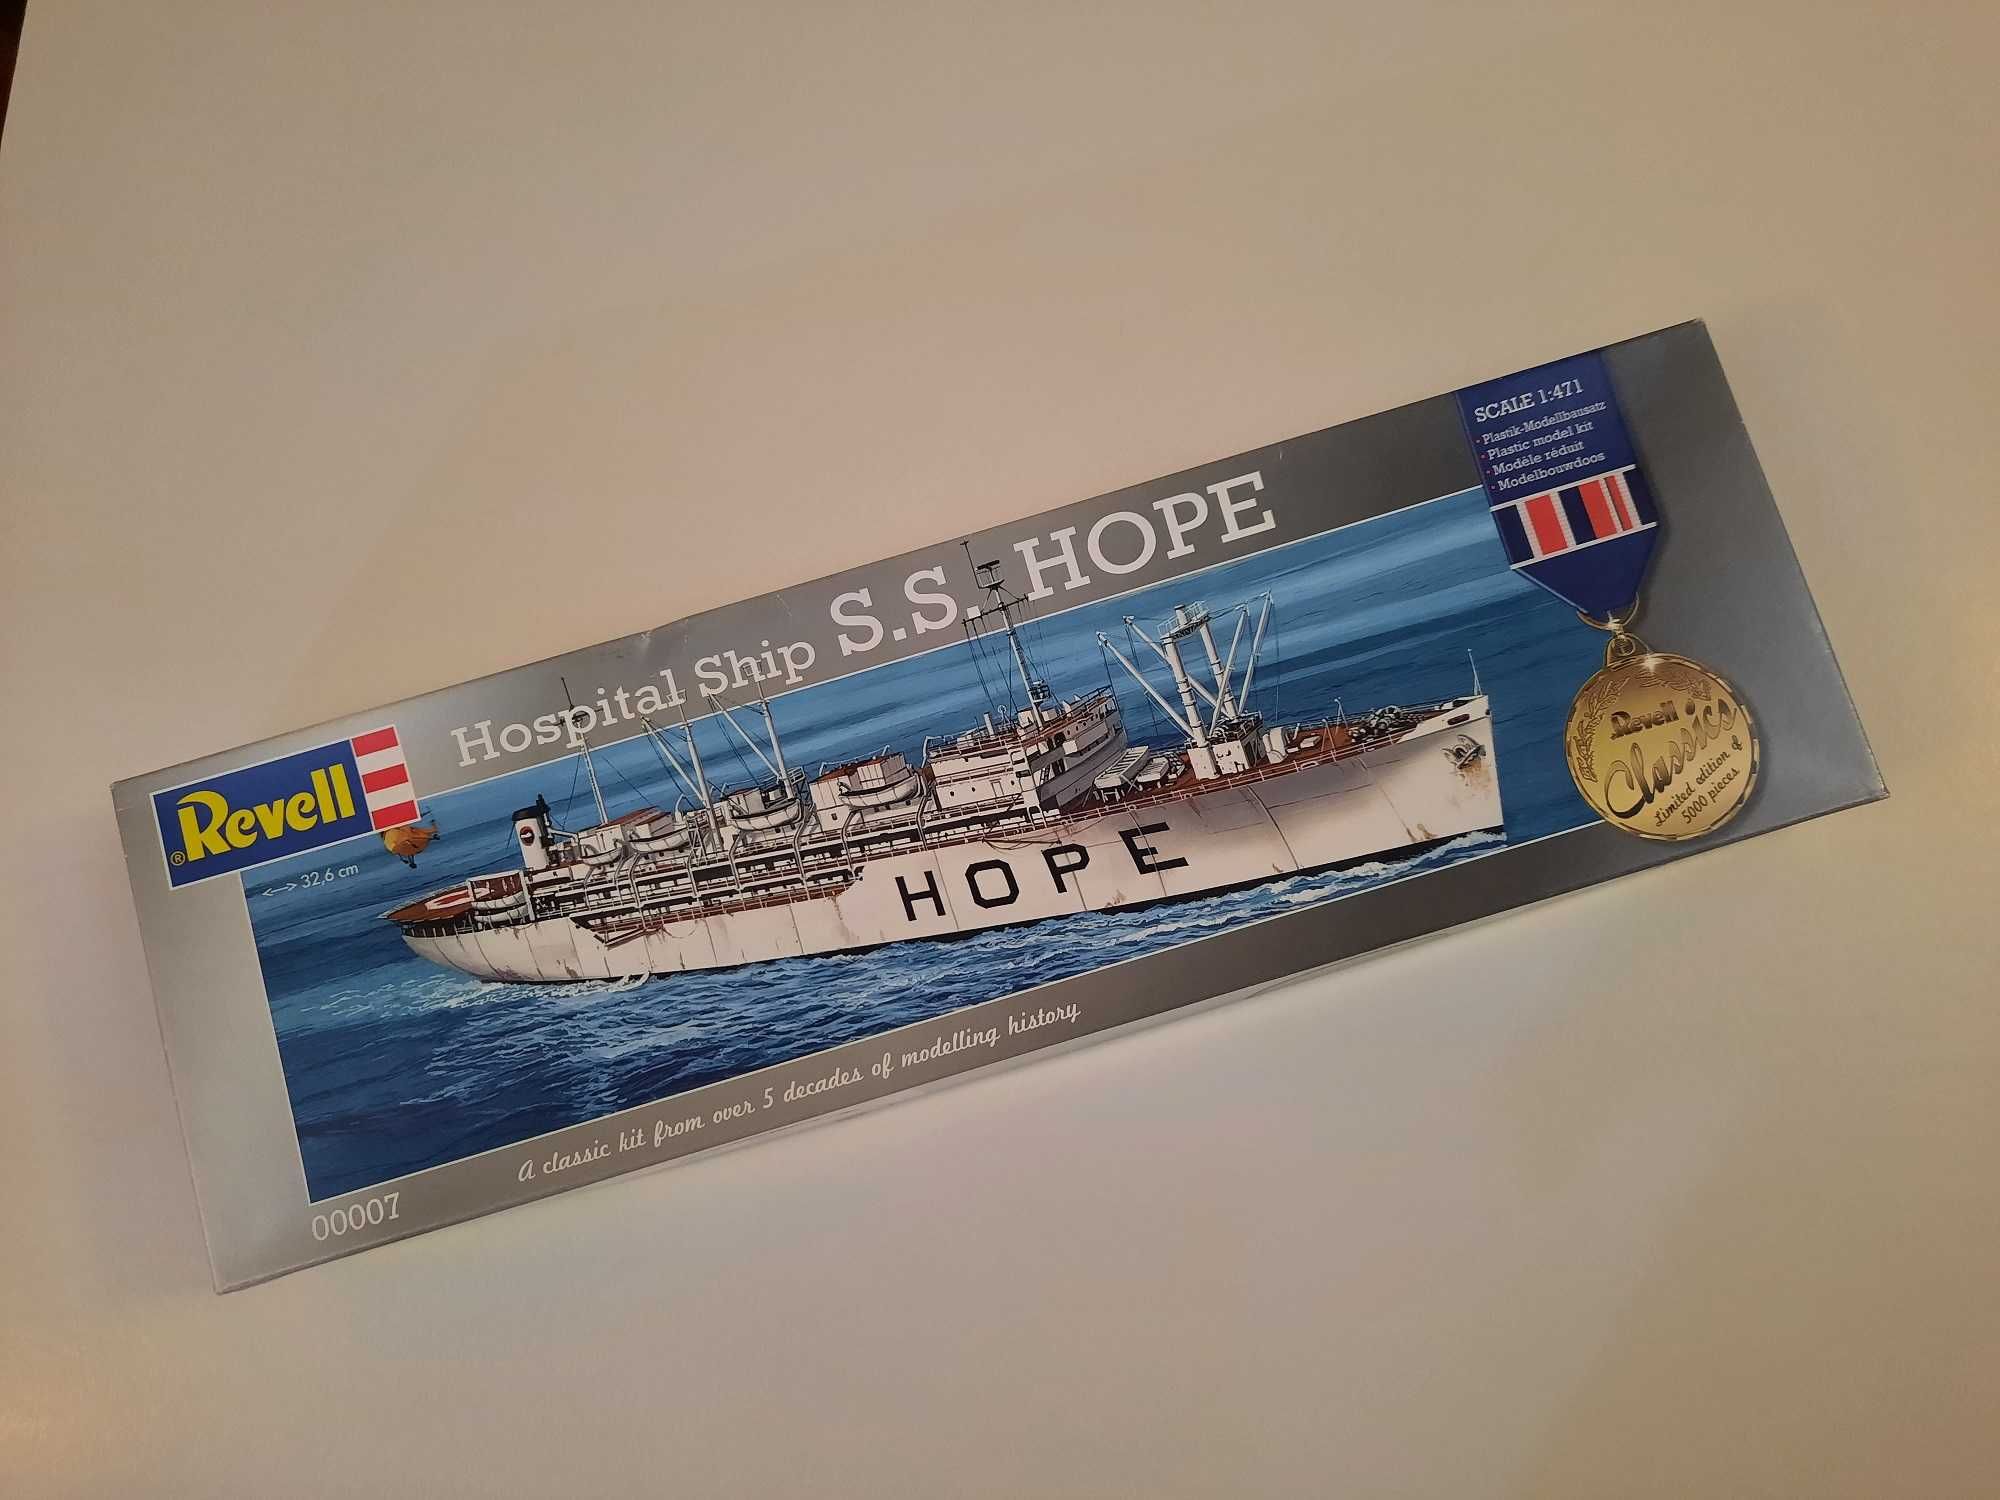 SCALE 1:471
• Plastik-Modellbausatz
• Plastic model kit
• Modèle réduit
• Modelbouwdoos
Hospital Ship S.S. HOPE
® Revell
32,6 cm
HOPE
Revell
Classics
Limited edition of
5000 pieces
A classic kit from over 5 decades of modelling history
00007